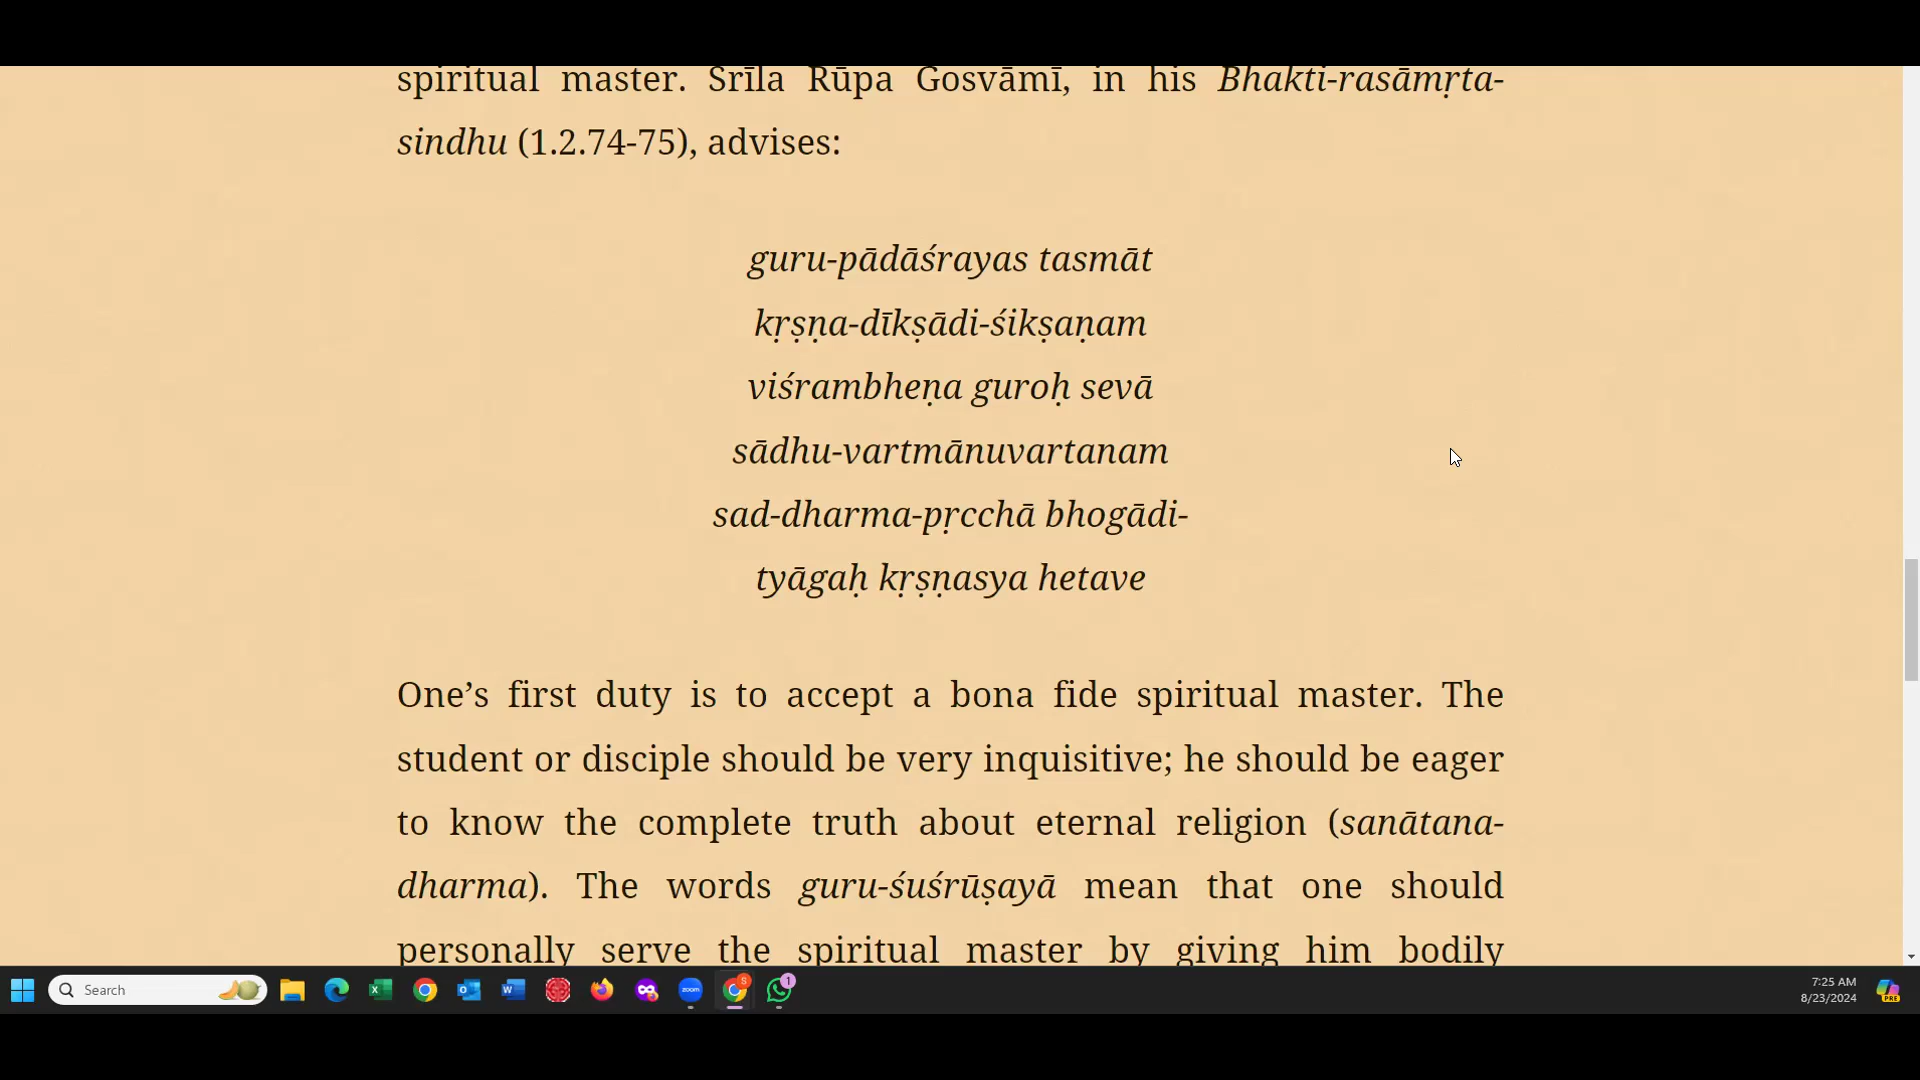 spiritual master. Śrīla Rūpa Gosvāmī, in his Bhakti-rasāmṛta-
sindhu (1.2.74-75), advises:
guru-pādāśrayas tasmāt
kṛṣṇa-dīkṣādi-śikṣaṇam
viśrambheṇa guroḥ sevā
sādhu-vartmānuvartanam
sad-dharma-pṛcchā bhogādi-
tyāgaḥ kṛṣṇasya hetave
One’s first duty is to accept a bona fide spiritual master. The
student or disciple should be very inquisitive; he should be eager
to know the complete truth about eternal religion (sanātana-
dharma). The words guru-śuśrūṣayā mean that one should
personally serve the spiritual master by giving him bodily
Search
zoom
S
1
7:25 AM
8/23/2024
PRE